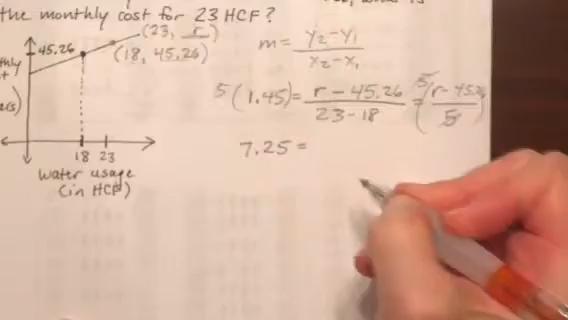 the monthly cost for 23 HCF?
(23, r)
45.26
(18, 45.26)
m = y₂-y₁ / x₂-x₁
5(1.45) = r - 45.26 / 23-18 = 5(r-45.26 / 5)
7.25 =
18 23
water usage
(in HCF)